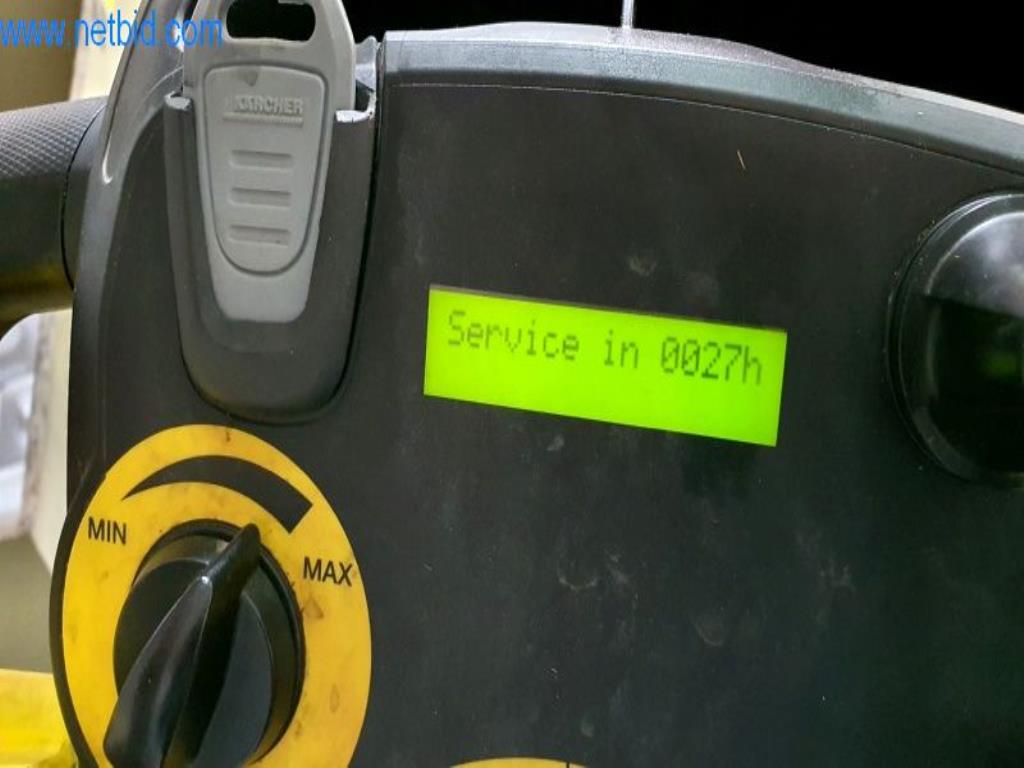 www.netbid.com
KÄRCHER
Service in 0027h
MIN
MAX